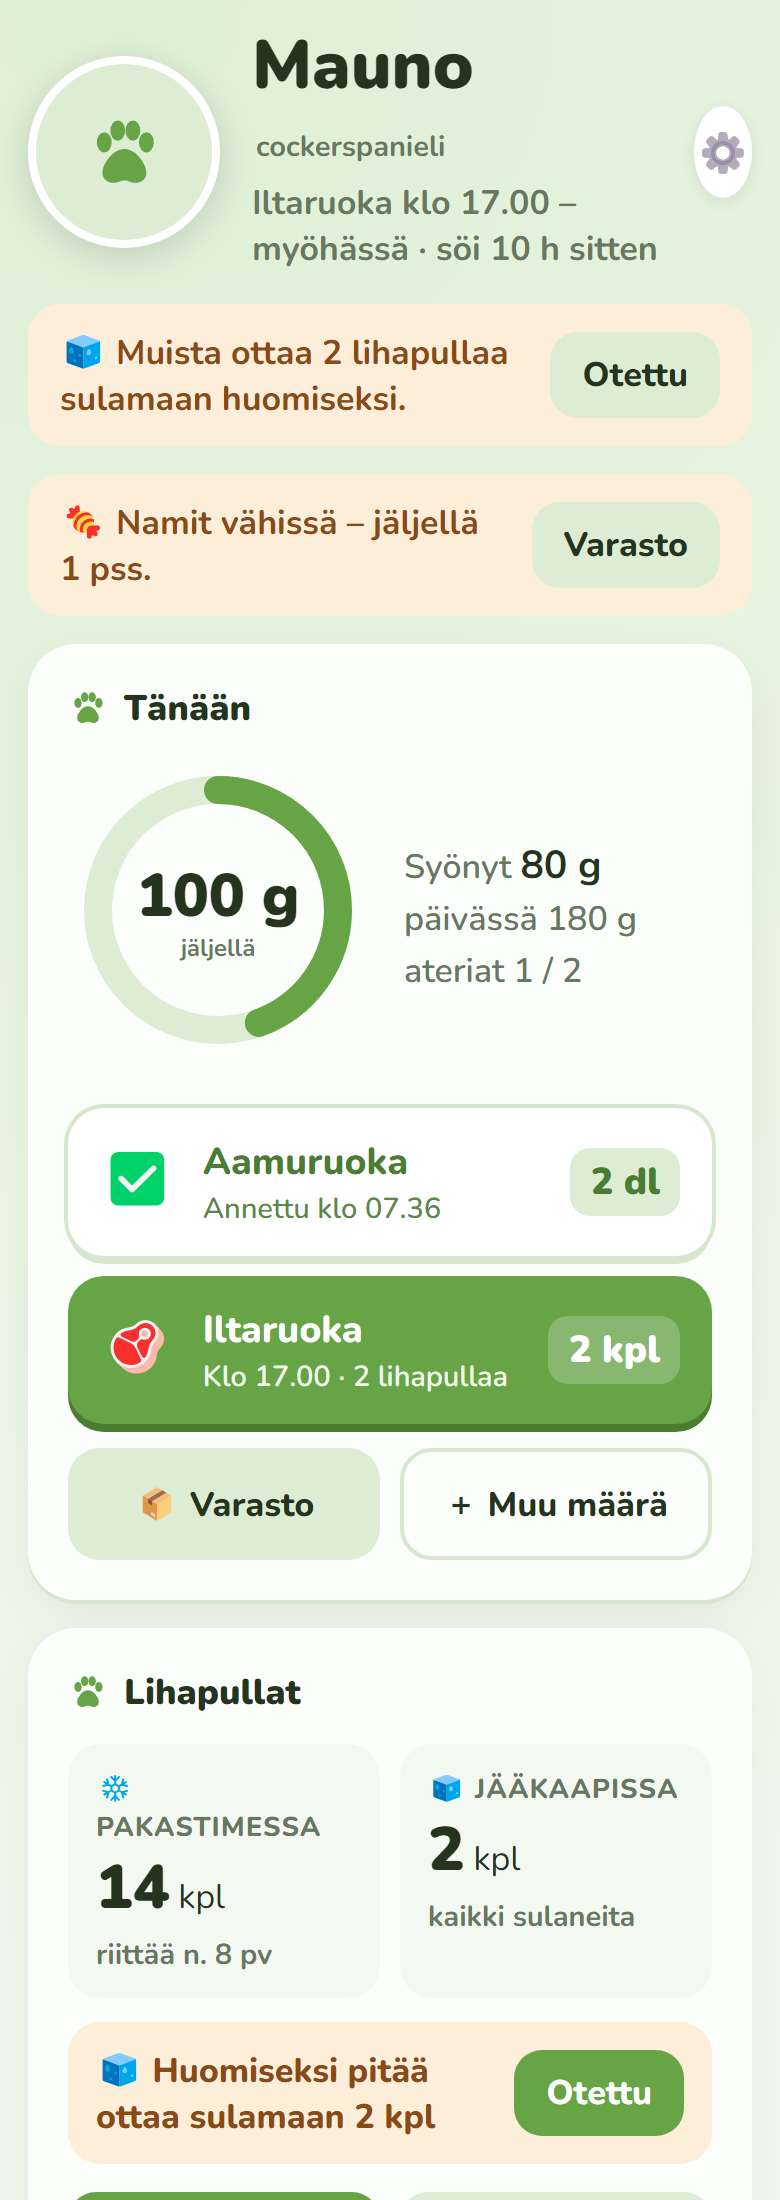 Mauno
cockerspanieli
Iltaruoka klo 17.00 –
myöhässä · söi 10 h sitten
Muista ottaa 2 lihapullaa
sulamaan huomiseksi.
Otettu
Namit vähissä – jäljellä
1 pss.
Varasto
Tänään
100 g
jäljellä
Syönyt 80 g
päivässä 180 g
ateriat 1 / 2
Aamuruoka
Annettu klo 07.36
2 dl
Iltaruoka
Klo 17.00 · 2 lihapullaa
2 kpl
Varasto
+ Muu määrä
Lihapullat
PAKASTIMESSA
14 kpl
riittää n. 8 pv
JÄÄKAAPISSA
2 kpl
kaikki sulaneita
Huomiseksi pitää
ottaa sulamaan 2 kpl
Otettu